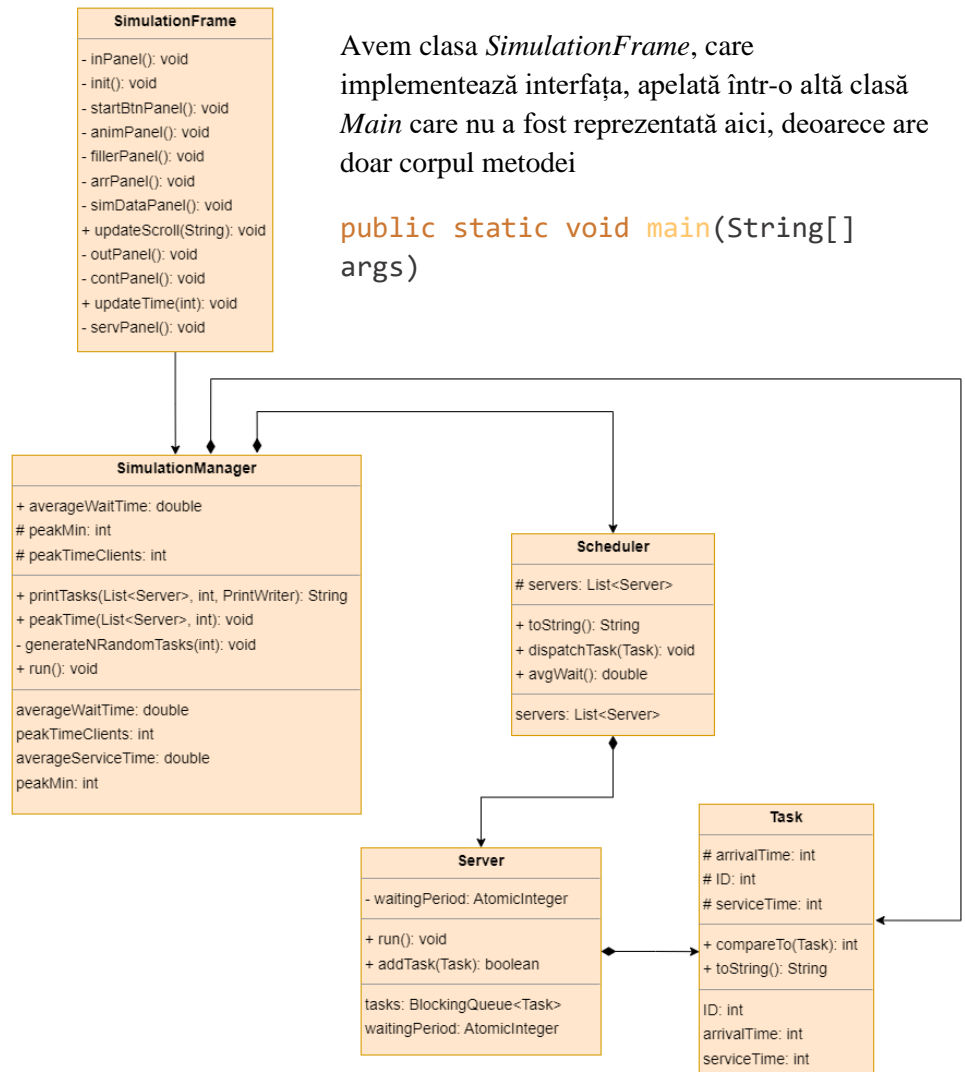 SimulationFrame
- inPanel(): void
- init(): void
- startBtnPanel(): void
- animPanel(): void
- fillerPanel(): void
- arrPanel(): void
- simDataPanel(): void
+ updateScroll(String): void
- outPanel(): void
- contPanel(): void
+ updateTime(int): void
- servPanel(): void
Avem clasa SimulationFrame, care
implementează interfața, apelată într-o altă clasă
Main care nu a fost reprezentată aici, deoarece are
doar corpul metodei
public static void main(String[]
args)
SimulationManager
+ averageWaitTime: double
# peakMin: int
# peakTimeClients: int
+ printTasks(List<Server>, int, PrintWriter): String
+ peakTime(List<Server>, int): void
- generateNRandomTasks(int): void
+ run(): void
averageWaitTime: double
peakTimeClients: int
averageServiceTime: double
peakMin: int
Scheduler
# servers: List<Server>
+ toString(): String
+ dispatchTask(Task): void
+ avgWait(): double
servers: List<Server>
Server
- waitingPeriod: AtomicInteger
+ run(): void
+ addTask(Task): boolean
tasks: BlockingQueue<Task>
waitingPeriod: AtomicInteger
Task
# arrivalTime: int
# ID: int
# serviceTime: int
+ compareTo(Task): int
+ toString(): String
ID: int
arrivalTime: int
serviceTime: int